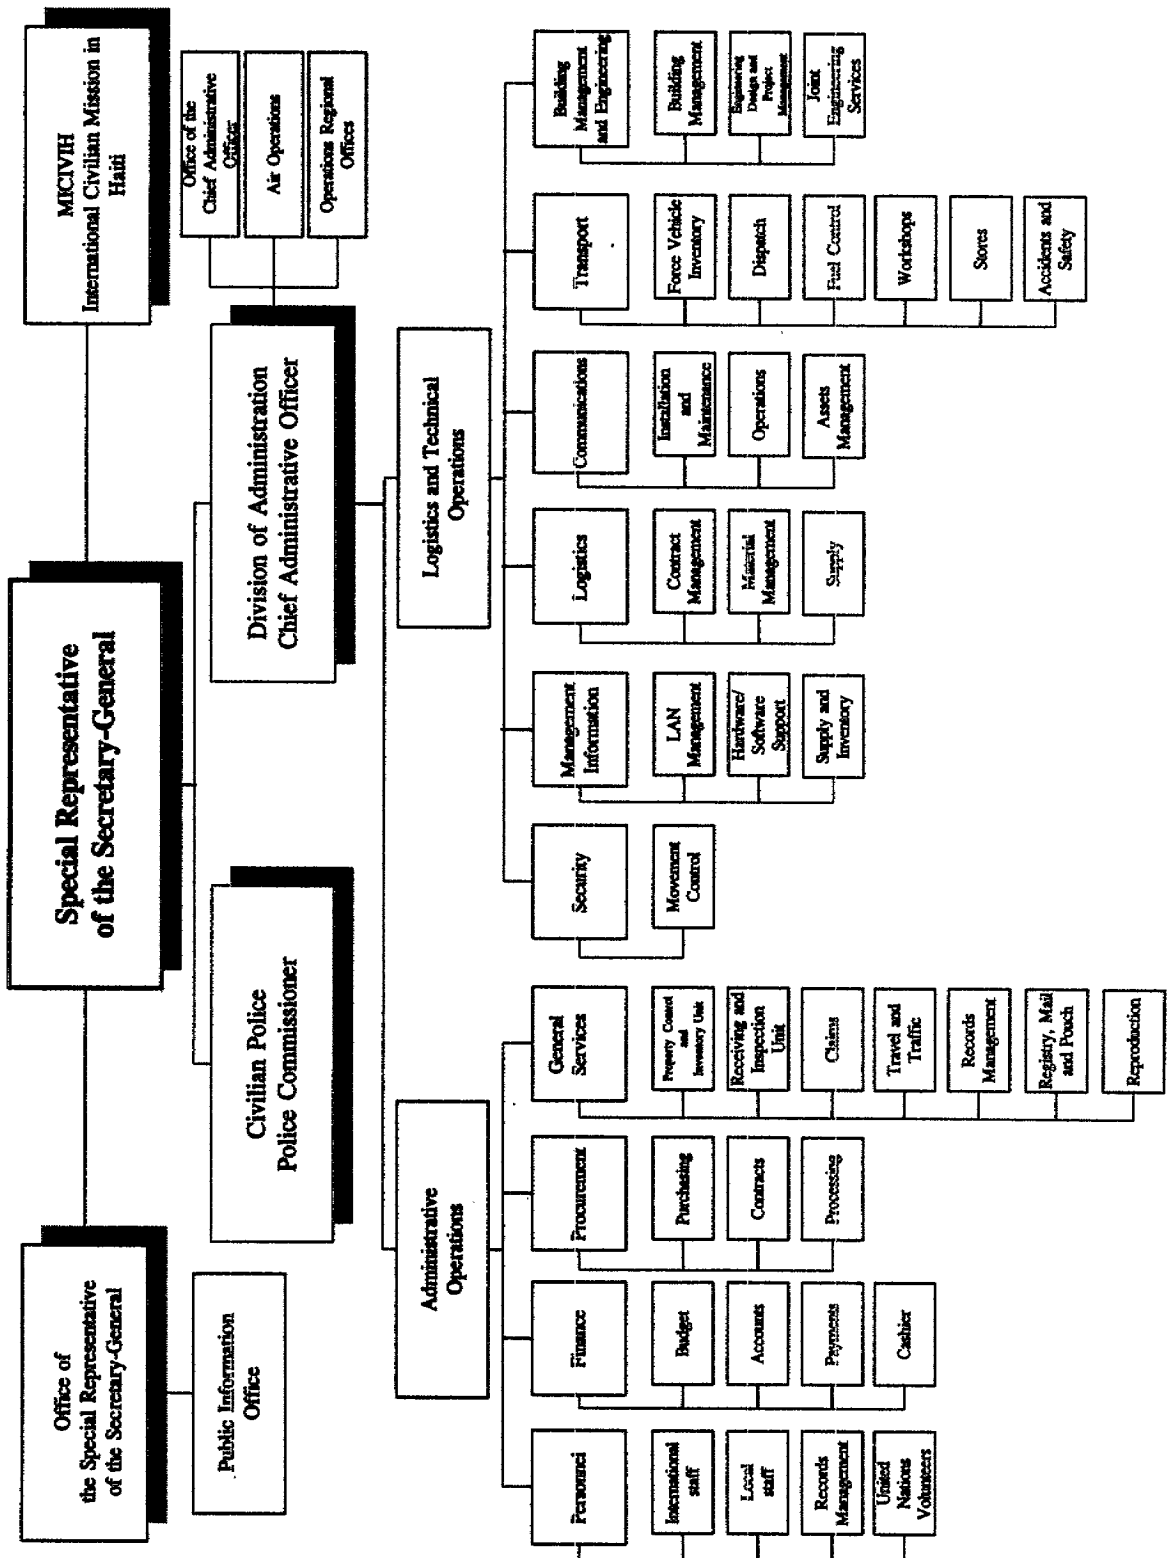 Special Representative
of the Secretary-General
Office of
the Special Representative
of the Secretary-General
MICIVIH
International Civilian Mission in
Haiti
Public Information
Office
Civilian Police
Police Commissioner
Division of Administration
Chief Administrative Officer
Office of the
Chief Administrative
Officer
Air Operations
Operations Regional
Offices
Administrative
Operations
Logistics and Technical
Operations
Personnel
International
staff
Local
staff
Records
Management
United
Nations
Volunteers
Finance
Budget
Accounts
Payments
Cashier
Procurement
Purchasing
Contracts
Processing
General
Services
Property Control
and
Inventory Unit
Receiving and
Inspection
Unit
Claims
Travel and
Traffic
Records
Management
Registry, Mail
and Pouch
Reproduction
Security
Movement
Control
Management
Information
LAN
Management
Hardware/
Software
Support
Supply and
Inventory
Logistics
Contract
Management
Material
Management
Supply
Communications
Installation
and
Maintenance
Operations
Assets
Management
Transport
Force Vehicle
Inventory
Dispatch
Fuel Control
Workshops
Stores
Accidents and
Safety
Building
Management
and Engineering
Building
Management
Engineering
Design and
Project
Management
Joint
Engineering
Services